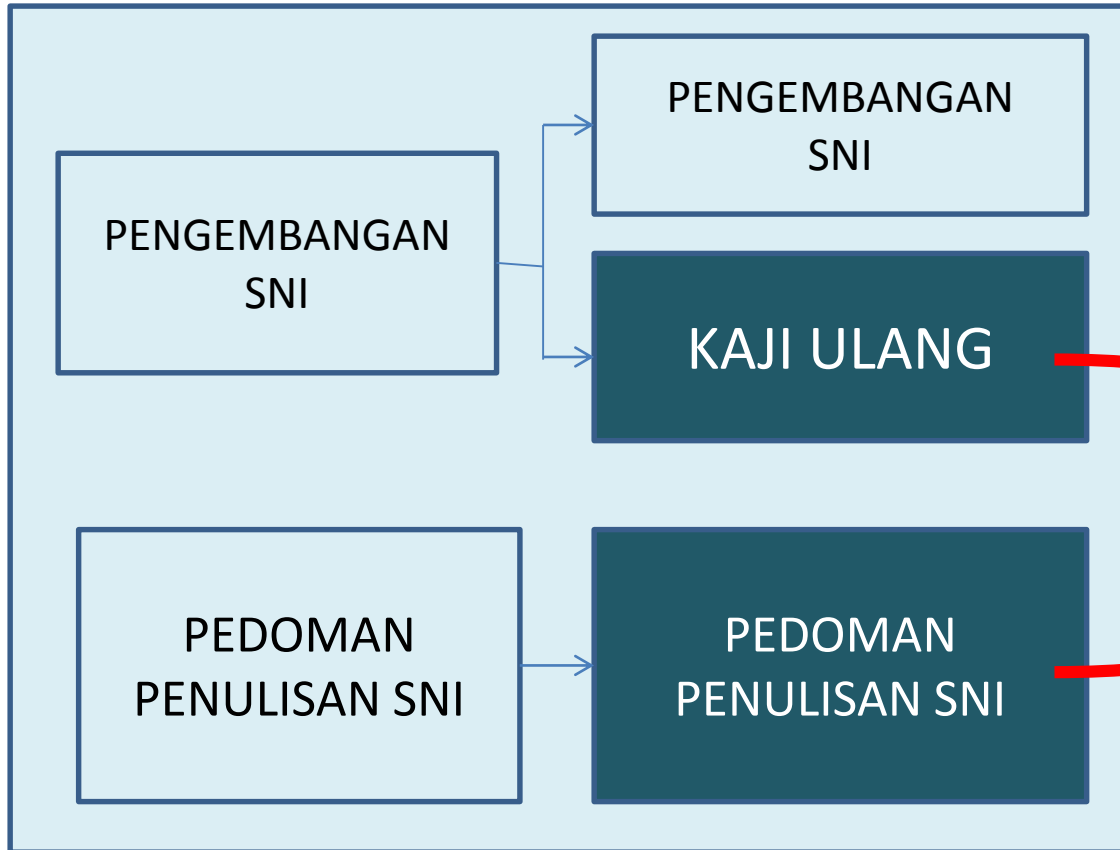 PENGEMBANGAN
SNI
PENGEMBANGAN
SNI
KAJI ULANG
PEDOMAN
PENULISAN SNI
PEDOMAN
PENULISAN SNI